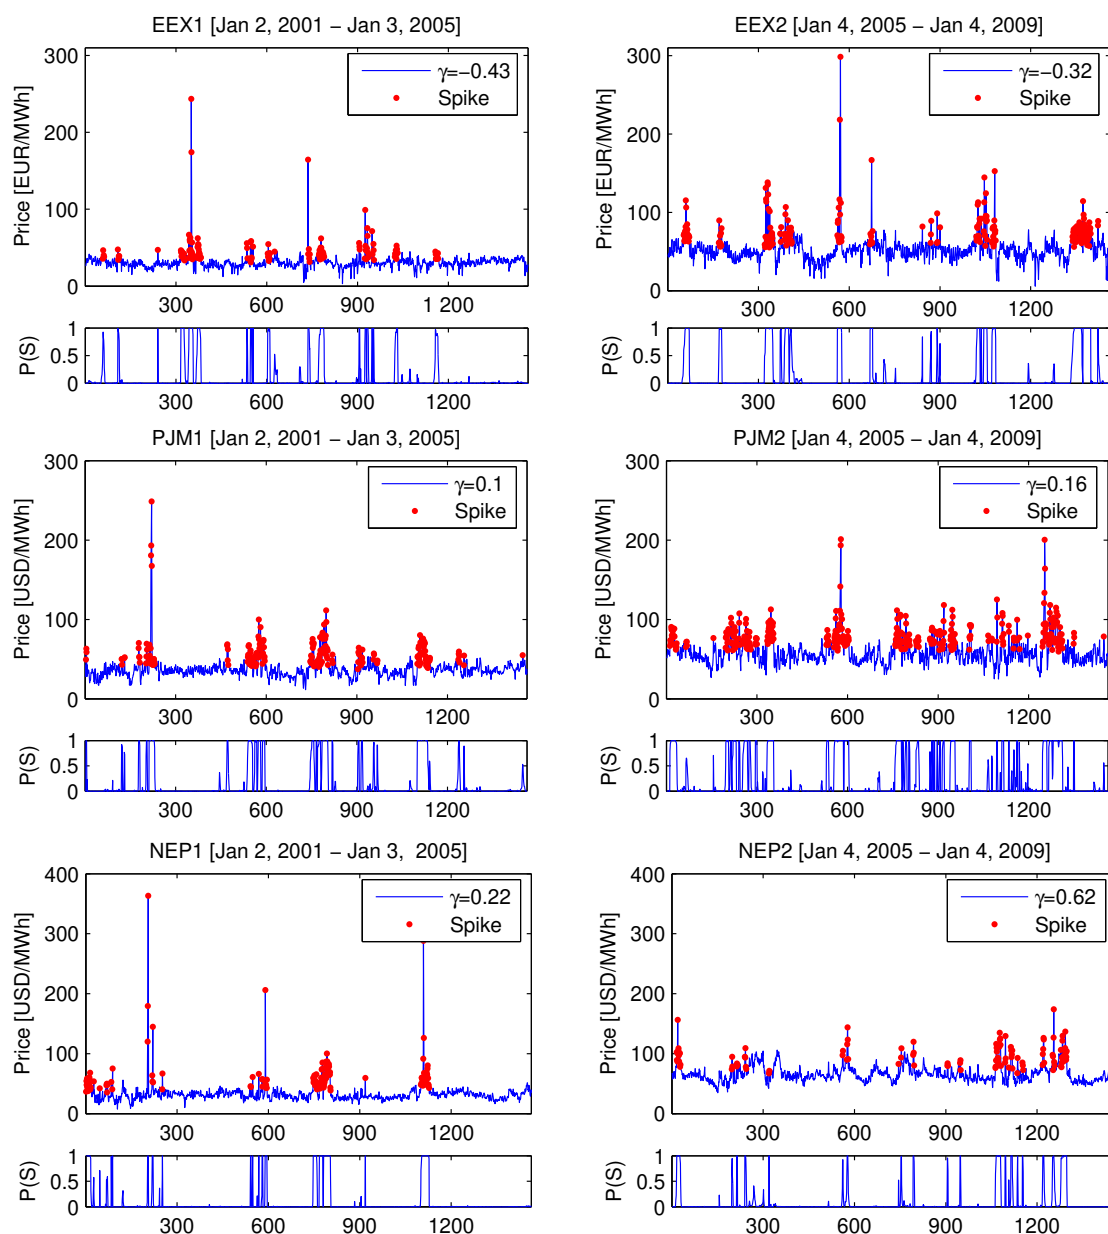 EEX1 [Jan 2, 2001 − Jan 3, 2005]
Price [EUR/MWh]
300
200
100
0
γ=−0.43
Spike
300 600 900 1 200
P(S)
1
0.5
0
300 600 900 1200
EEX2 [Jan 4, 2005 − Jan 4, 2009]
Price [EUR/MWh]
300
200
100
0
γ=−0.32
Spike
300 600 900 1200
P(S)
1
0.5
0
300 600 900 1200
PJM1 [Jan 2, 2001 − Jan 3, 2005]
Price [USD/MWh]
300
200
100
0
γ=0.1
Spike
300 600 900 1200
P(S)
1
0.5
0
300 600 900 1200
PJM2 [Jan 4, 2005 − Jan 4, 2009]
Price [USD/MWh]
300
200
100
0
γ=0.16
Spike
300 600 900 1200
P(S)
1
0.5
0
300 600 900 1200
NEP1 [Jan 2, 2001 − Jan 3, 2005]
Price [USD/MWh]
400
300
200
100
0
γ=0.22
Spike
300 600 900 1200
P(S)
1
0.5
0
300 600 900 1200
NEP2 [Jan 4, 2005 − Jan 4, 2009]
Price [USD/MWh]
400
300
200
100
0
γ=0.62
Spike
300 600 900 1200
P(S)
1
0.5
0
300 600 900 1200